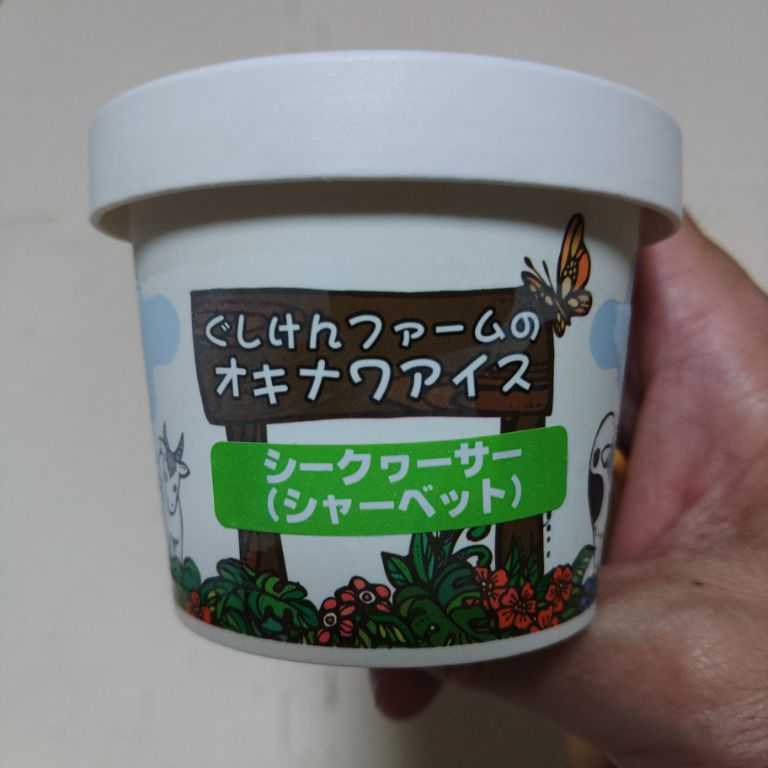 ぐしけんファームの
オキナワアイス
シークヮーサー
(シャーベット)